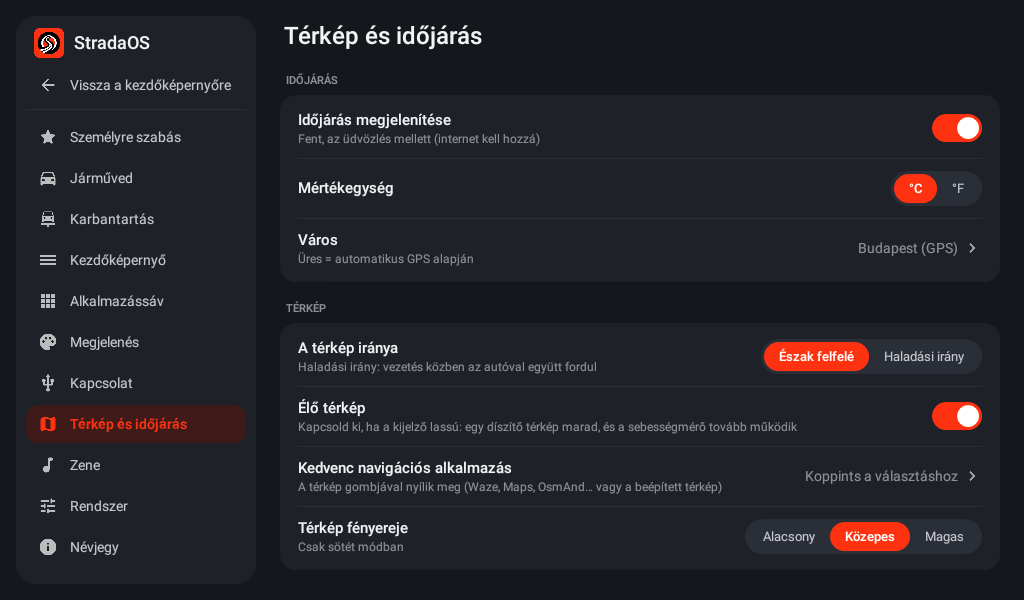 StradaOS
Vissza a kezdőképernyőre
Személyre szabás
Járműved
Karbantartás
Kezdőképernyő
Alkalmazássáv
Megjelenés
Kapcsolat
Térkép és időjárás
Zene
Rendszer
Névjegy
Térkép és időjárás
IDŐJÁRÁS
Időjárás megjelenítése
Fent, az üdvözlés mellett (internet kell hozzá)
Mértékegység
°C °F
Város
Üres = automatikus GPS alapján
Budapest (GPS)
TÉRKÉP
A térkép iránya
Haladási irány: vezetés közben az autóval együtt fordul
Észak felfelé Haladási irány
Élő térkép
Kapcsold ki, ha a kijelző lassú: egy díszítő térkép marad, és a sebességmérő tovább működik
Kedvenc navigációs alkalmazás
A térkép gombjával nyílik meg (Waze, Maps, OsmAnd... vagy a beépített térkép)
Koppints a választáshoz
Térkép fényereje
Csak sötét módban
Alacsony Közepes Magas